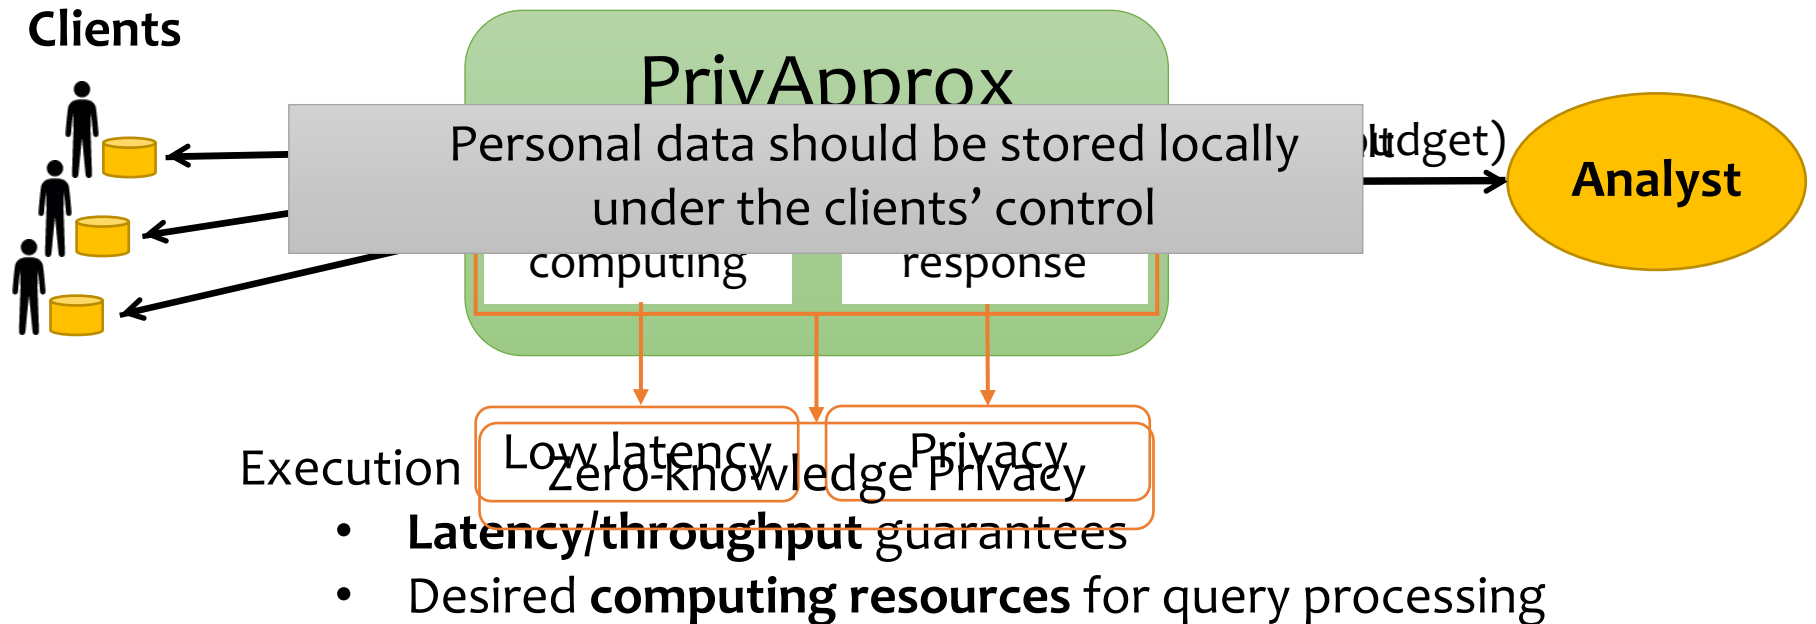 Clients
PrivApprox
Personal data should be stored locally
under the clients’ control
udget)
Analyst
computing
response
Low latency
Privacy
Zero-knowledge Privacy
Execution
• Latency/throughput guarantees
• Desired computing resources for query processing